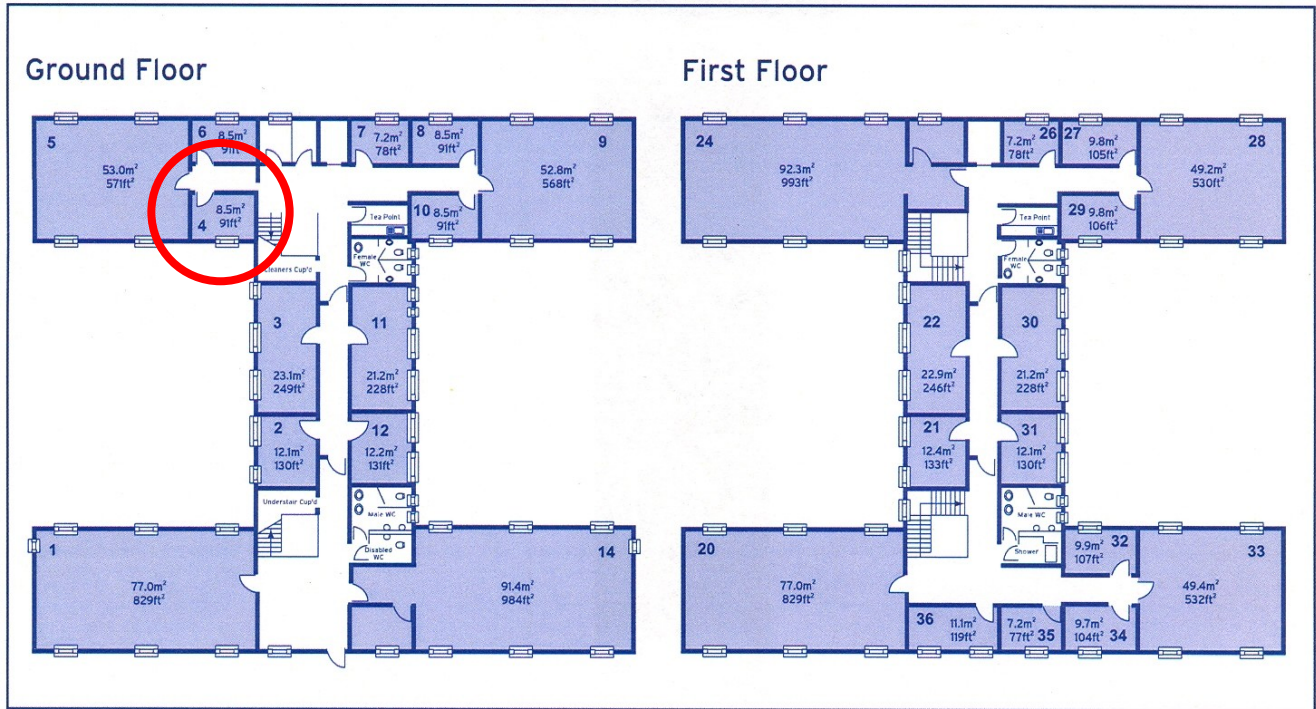 Ground Floor
5
53.0m²
571ft²
6
8.5m²
91ft²
7
7.2m²
78ft²
8
8.5m²
91ft²
9
52.8m²
568ft²
4
8.5m²
91ft²
10
8.5m²
91ft²
Tea Point
Female
WC
Cleaners Cup'd
3
23.1m²
249ft²
11
21.2m²
228ft²
2
12.1m²
130ft²
12
12.2m²
131ft²
Understair Cup'd
Male WC
Disabled
WC
1
77.0m²
829ft²
14
91.4m²
984ft²
First Floor
24
92.3m²
993ft²
26
7.2m²
78ft²
27
9.8m²
105ft²
28
49.2m²
530ft²
29
9.8m²
106ft²
Tea Point
Female
WC
22
22.9m²
246ft²
30
21.2m²
228ft²
21
12.4m²
133ft²
31
12.1m²
130ft²
Male WC
Shower
20
77.0m²
829ft²
32
9.9m²
107ft²
33
49.4m²
532ft²
36
11.1m²
119ft²
7.2m²
77ft²
35
9.7m²
104ft²
34